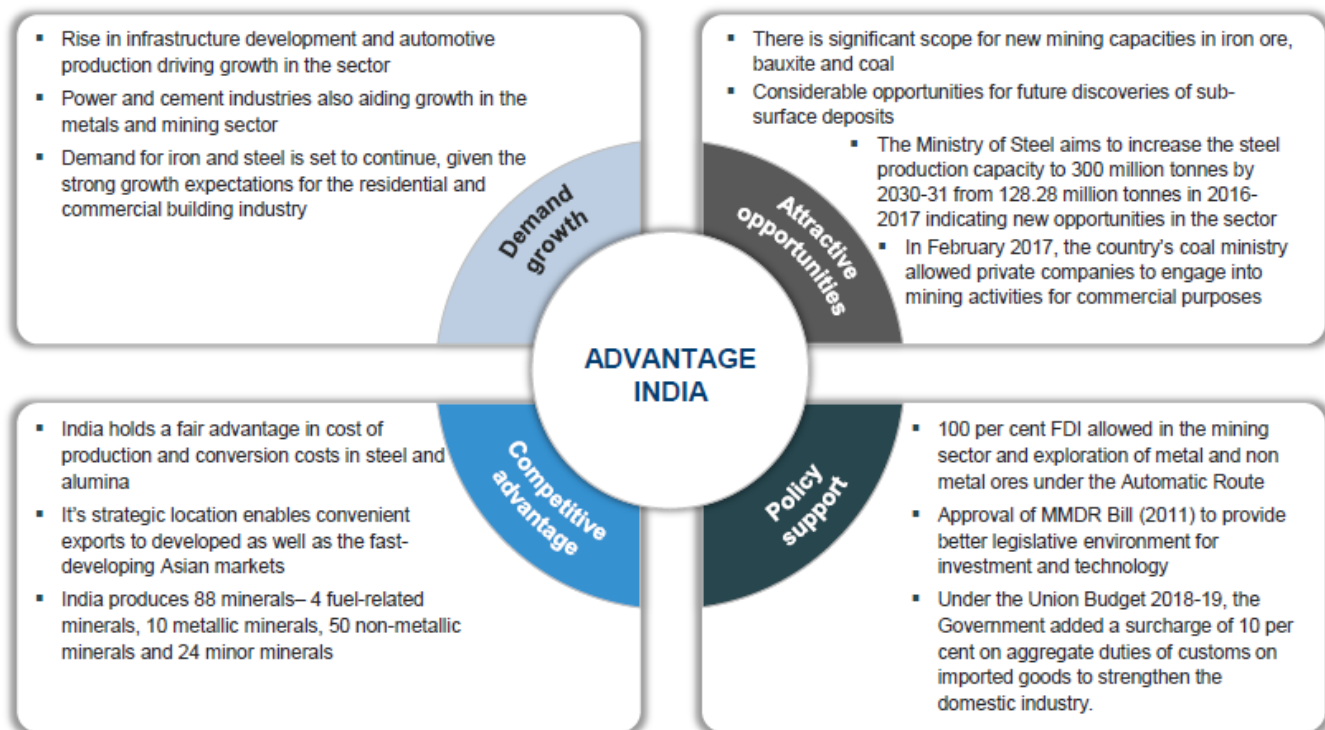 ▪ Rise in infrastructure development and automotive
production driving growth in the sector
▪ Power and cement industries also aiding growth in the
metals and mining sector
▪ Demand for iron and steel is set to continue, given the
strong growth expectations for the residential and
commercial building industry
Demand
growth
▪ There is significant scope for new mining capacities in iron ore,
bauxite and coal
▪ Considerable opportunities for future discoveries of sub-
surface deposits
▪ The Ministry of Steel aims to increase the steel
production capacity to 300 million tonnes by
2030-31 from 128.28 million tonnes in 2016-
2017 indicating new opportunities in the sector
▪ In February 2017, the country's coal ministry
allowed private companies to engage into
mining activities for commercial purposes
Attractive
opportunities
ADVANTAGE
INDIA
▪ India holds a fair advantage in cost of
production and conversion costs in steel and
alumina
▪ It's strategic location enables convenient
exports to developed as well as the fast-
developing Asian markets
▪ India produces 88 minerals– 4 fuel-related
minerals, 10 metallic minerals, 50 non-metallic
minerals and 24 minor minerals
Competitive
advantage
▪ 100 per cent FDI allowed in the mining
sector and exploration of metal and non
metal ores under the Automatic Route
▪ Approval of MMDR Bill (2011) to provide
better legislative environment for
investment and technology
▪ Under the Union Budget 2018-19, the
Government added a surcharge of 10 per
cent on aggregate duties of customs on
imported goods to strengthen the
domestic industry.
Policy
support